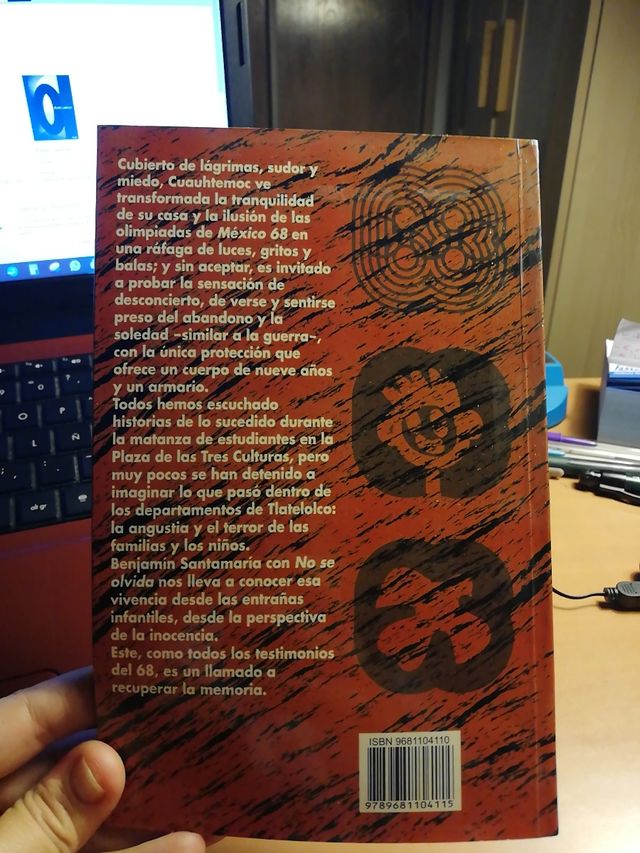 Cubierto de lágrimas, sudor y
miedo, Cuauhtemoc ve
transformada la tranquilidad
de su casa y la ilusión de las
olimpiadas de México 68 en
una ráfaga de luces, gritos y
balas; y sin aceptar, es invitado
a probar la sensación de
desconcierto, de verse y sentirse
preso del abandono y la
soledad –similar a la guerra–,
con la única protección que
ofrece un cuerpo de nueve años
y un armario.
Todos hemos escuchado
historias de lo sucedido durante
la matanza de estudiantes en la
Plaza de las Tres Culturas, pero
muy pocos se han detenido a
imaginar lo que pasó dentro de
los departamentos de Tlatelolco:
la angustia y el terror de las
familias y los niños.
Benjamín Santamaría con No se
olvida nos lleva a conocer esa
vivencia desde las entrañas
infantiles, desde la perspectiva
de la inocencia.
Este, como todos los testimonios
del 68, es un llamado a
recuperar la memoria.
ISBN 9681104110
9789681104115